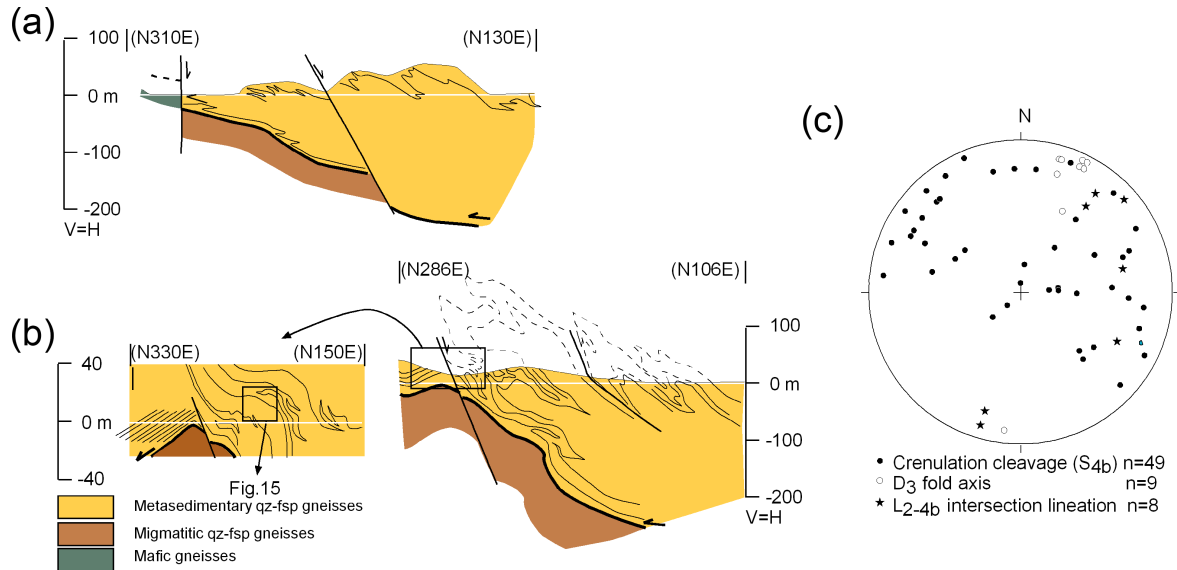 (a)
100
0 m
-100
-200
V=H
(N310E)
(N130E)
(b)
(N330E)
(N150E)
40
0 m
-40
Fig.15
(N286E)
(N106E)
100
0 m
-100
-200
V=H
Metasedimentary qz-fsp gneisses
Migmatitic qz-fsp gneisses
Mafic gneisses
(c)
N
Crenulation cleavage (S4b) n=49
D3 fold axis n=9
L2-4b intersection lineation n=8